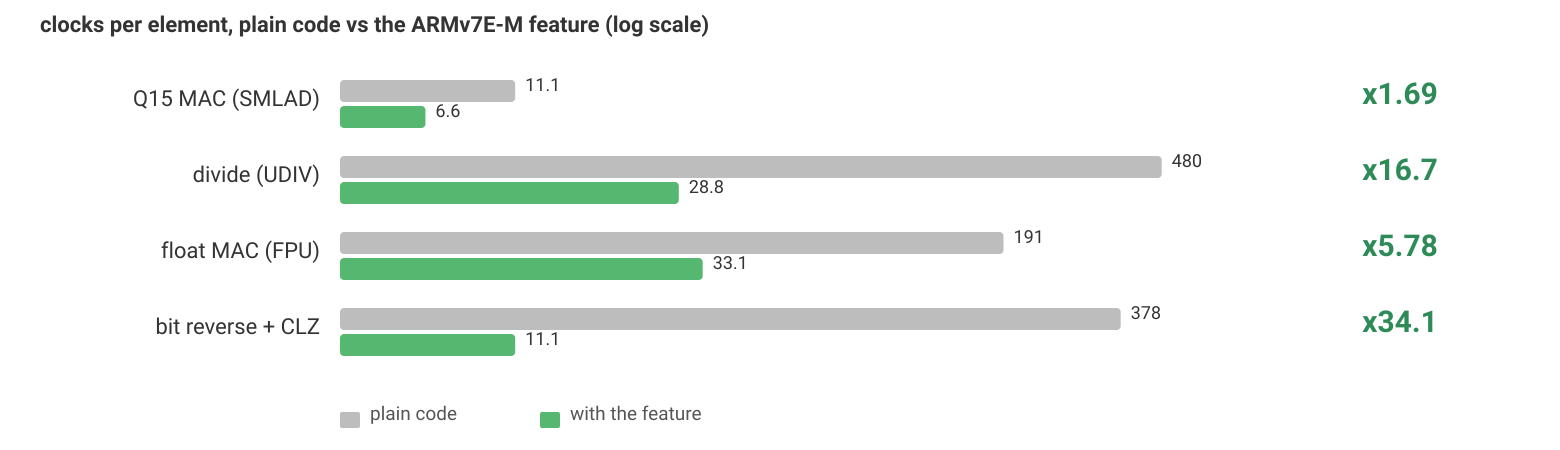 clocks per element, plain code vs the ARMv7E-M feature (log scale)
Q15 MAC (SMLAD)
11.1
6.6
x1.69
divide (UDIV)
480
28.8
x16.7
float MAC (FPU)
191
33.1
x5.78
bit reverse + CLZ
378
11.1
x34.1
plain code
with the feature